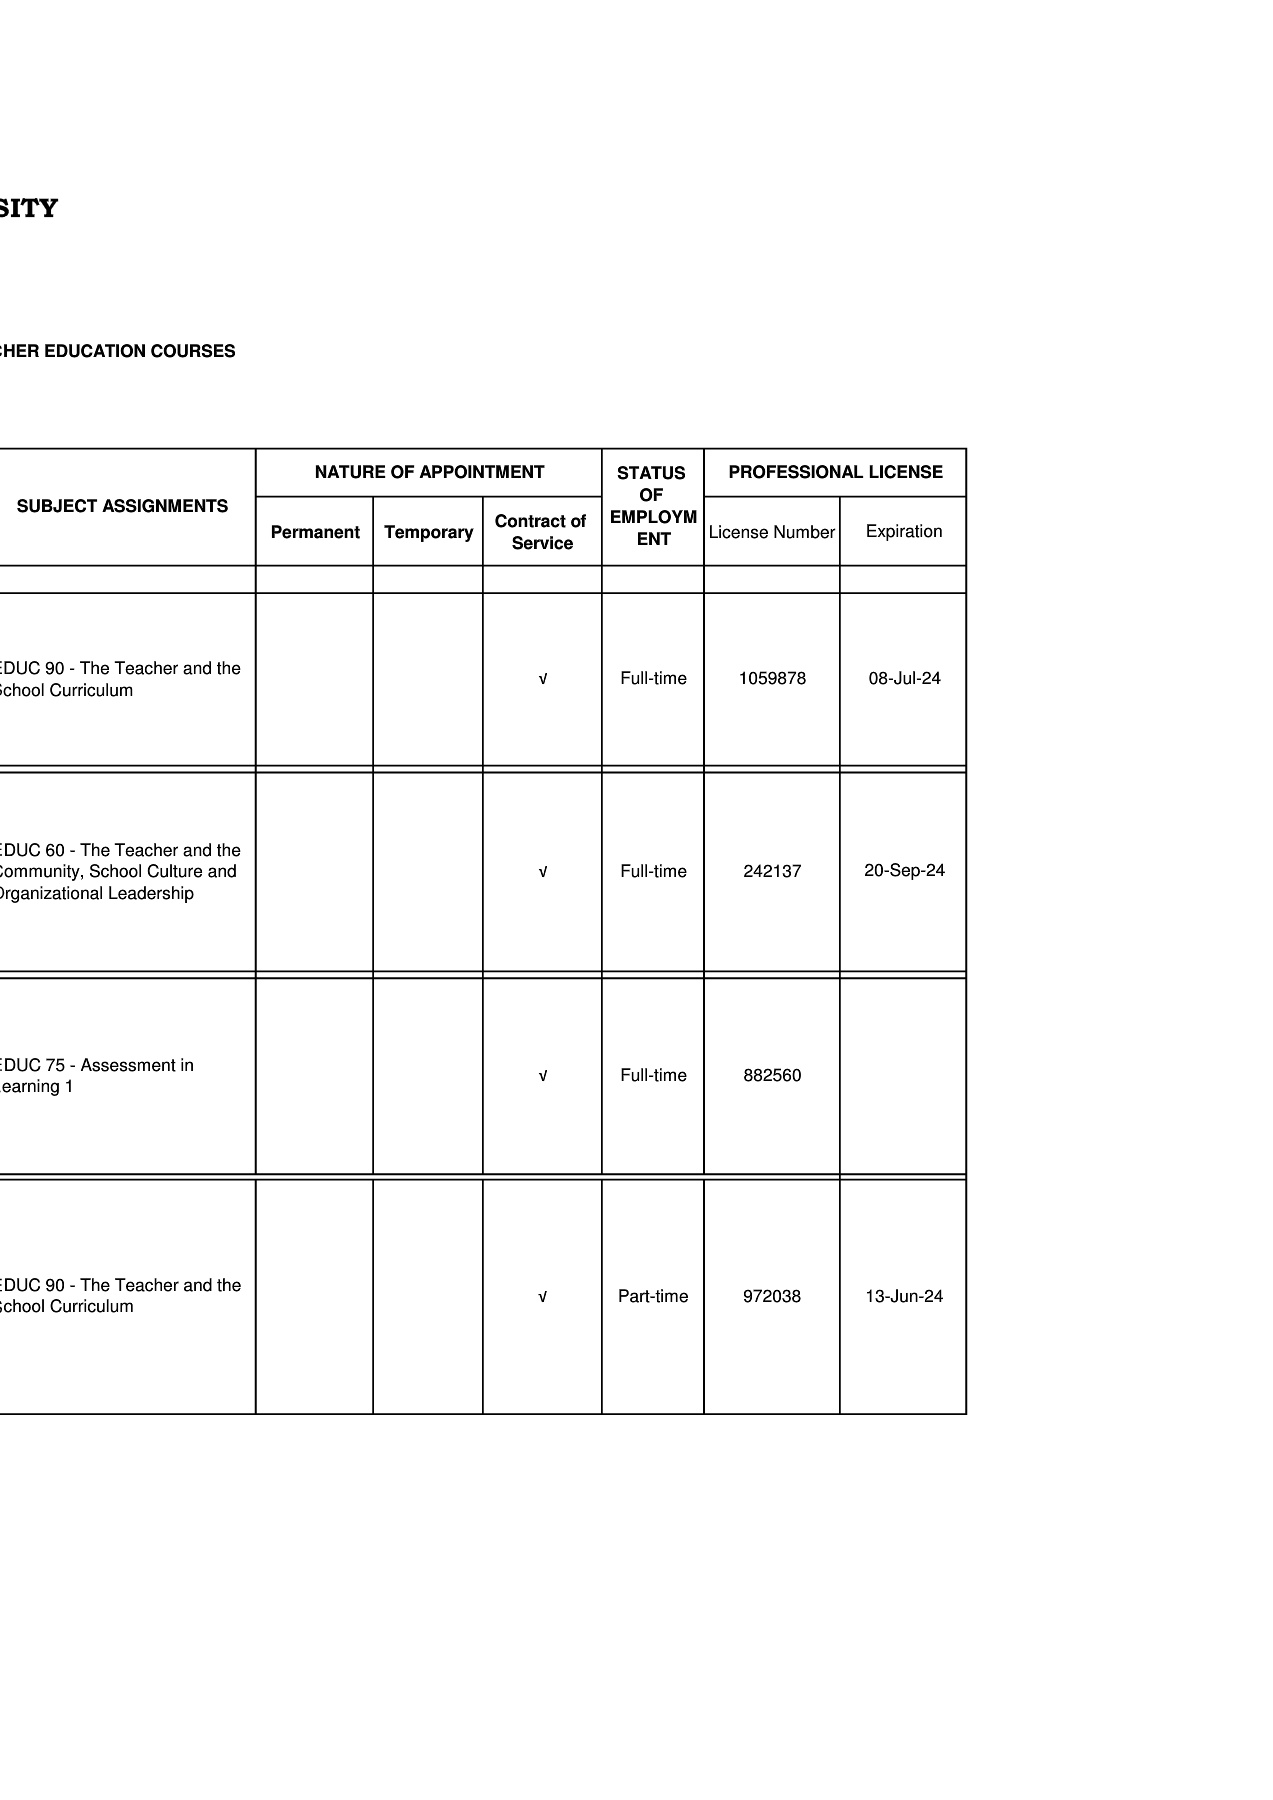 SITY
CHER EDUCATION COURSES
SUBJECT ASSIGNMENTS
NATURE OF APPOINTMENT
STATUS
OF
EMPLOYM
ENT
PROFESSIONAL LICENSE
Permanent
Temporary
Contract of
Service
License Number
Expiration
EDUC 90 - The Teacher and the
School Curriculum
√
Full-time
1059878
08-Jul-24
EDUC 60 - The Teacher and the
Community, School Culture and
Organizational Leadership
√
Full-time
242137
20-Sep-24
EDUC 75 - Assessment in
Learning 1
√
Full-time
882560
EDUC 90 - The Teacher and the
School Curriculum
√
Part-time
972038
13-Jun-24